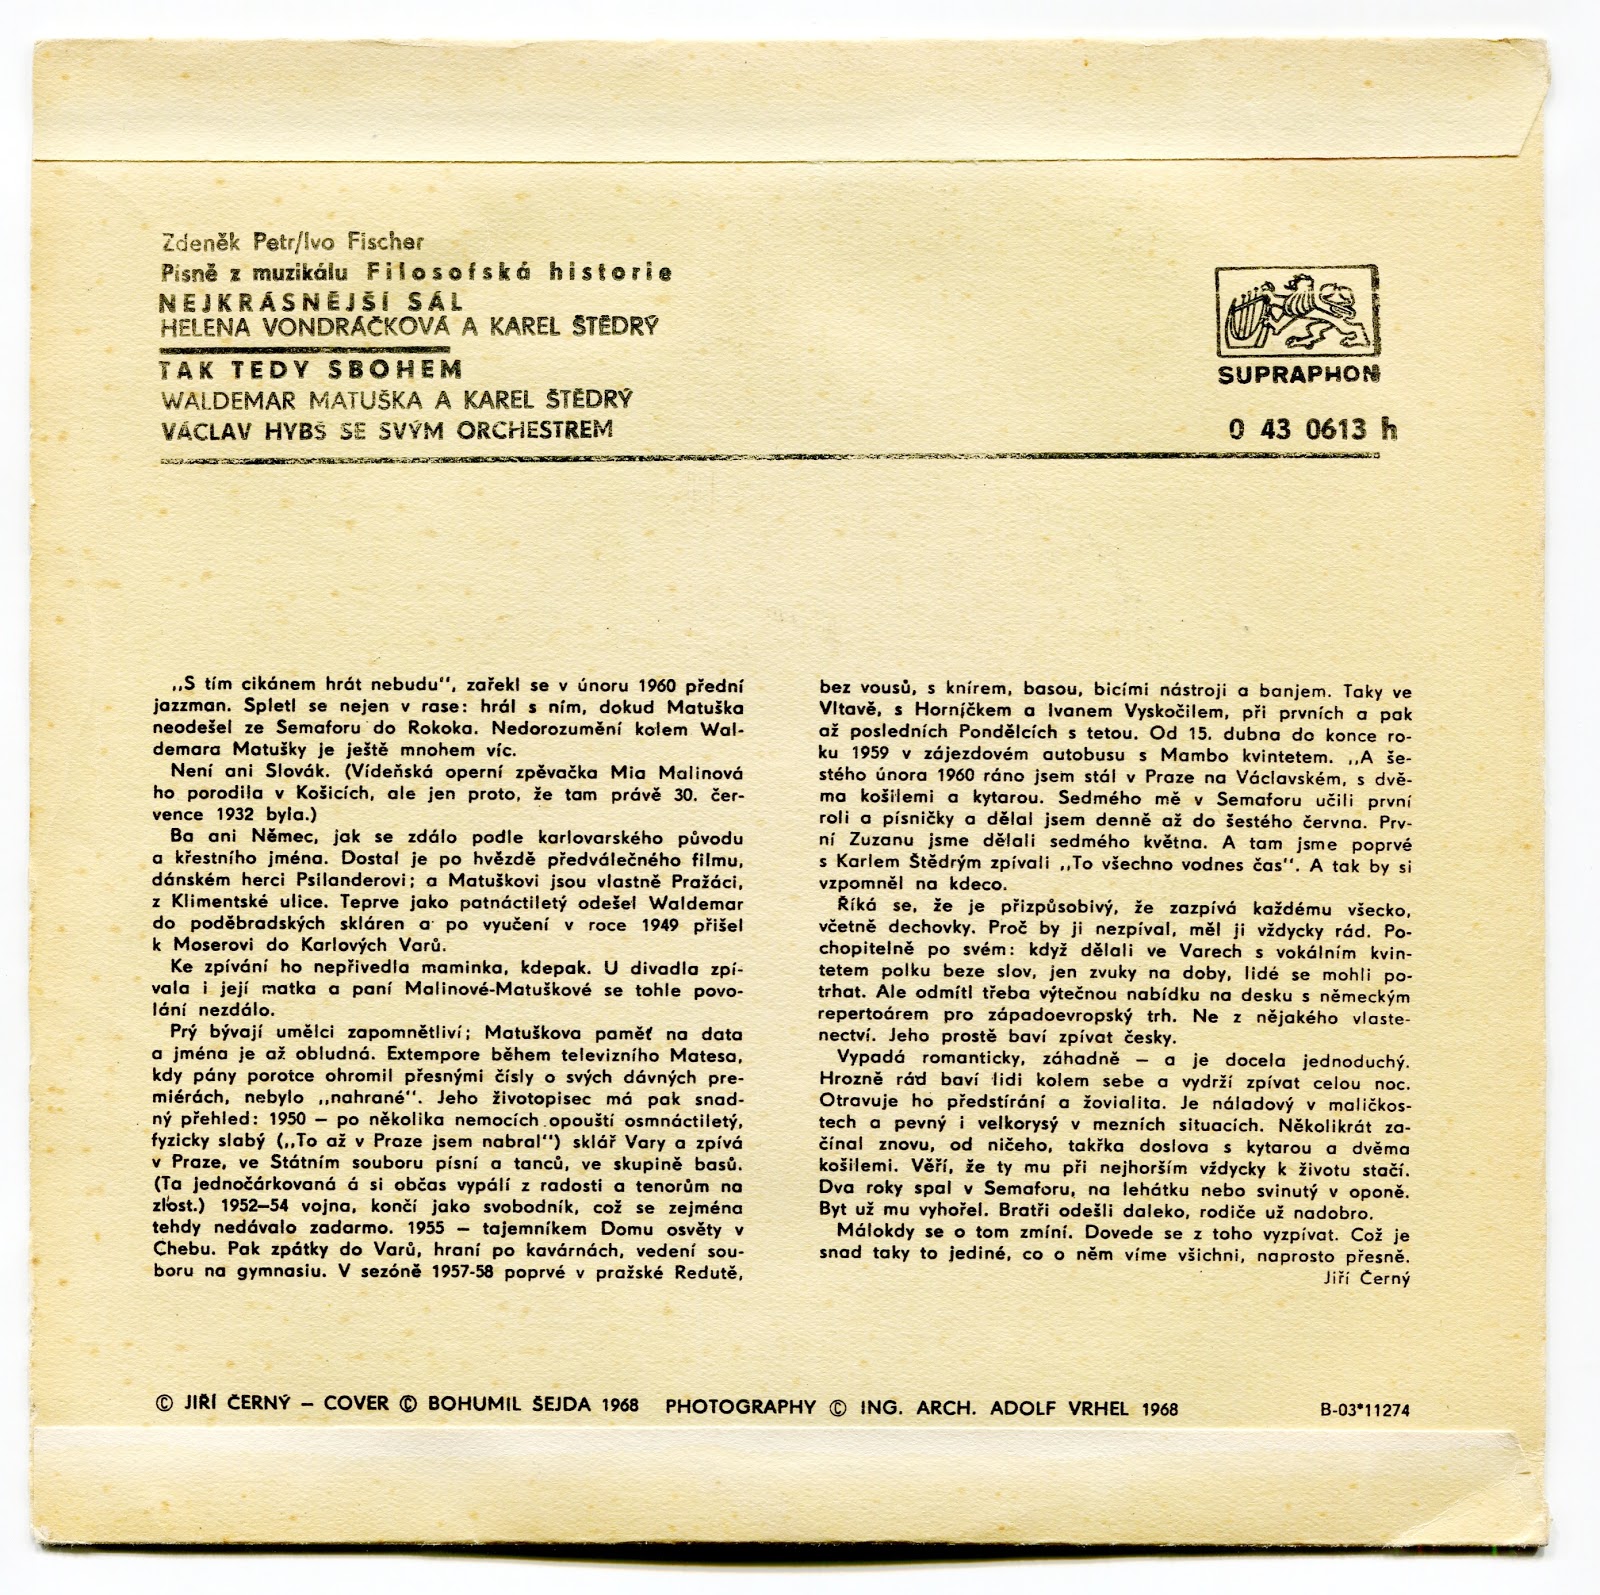 Zdeněk Petr/Ivo Fischer
Písně z muzikálu Filosofská historie
NEJKRÁSNĚJŠÍ SÁL
HELENA VONDRÁČKOVÁ A KAREL ŠTĚDRÝ
TAK TEDY SBOHEM
WALDEMAR MATUŠKA A KAREL ŠTĚDRÝ
VÁCLAV HYBŠ SE SVÝM ORCHESTREM
SUPRAPHON
0 43 0613 h
„S tím cikánem hrát nebudu“, zařekl se v únoru 1960 přední
jazzman. Spletl se nejen v rase: hrál s ním, dokud Matuška
neodešel ze Semaforu do Rokoka. Nedorozumění kolem Wal-
demara Matušky je ještě mnohem víc.
Není ani Slovák. (Vídeňská operní zpěvačka Mia Malinová
ho porodila v Košicích, ale jen proto, že tam právě 30. čer-
vence 1932 byla.)
Ba ani Němec, jak se zdálo podle karlovarského původu
a křestního jména. Dostal je po hvězdě předválečného filmu,
dánském herci Psilanderovi; a Matuškovi jsou vlastně Pražáci,
z Klimentské ulice. Teprve jako patnáctiletý odešel Waldemar
do poděbradských skláren a po vyučení v roce 1949 přišel
k Moserovi do Karlových Varů.
Ke zpívání ho nepřivedla maminka, kdepak. U divadla zpí-
vala i její matka a paní Malinové-Matuškové se tohle povo-
lání nezdálo.
Prý bývají umělci zapomnětliví; Matuškova paměť na data
a jména je až obludná. Extempore během televizního Matesa,
kdy pány porotce ohromil přesnými čísly o svých dávných pre-
miérách, nebylo „nahrané“. Jeho životopisec má pak snad-
ný přehled: 1950 – po několika nemocích opouští osmnáctiletý,
fyzicky slabý („To až v Praze jsem nabral“) sklář Vary a zpívá
v Praze, ve Státním souboru písní a tanců, ve skupině basů.
(Ta jednočárkovaná á si občas vypálí z radosti a tenorům na
zlost.) 1952–54 vojna, končí jako svobodník, což se zejména
tehdy nedávalo zadarmo. 1955 – tajemníkem Domu osvěty v
Chebu. Pak zpátky do Varů, hraní po kavárnách, vedení sou-
boru na gymnasiu. V sezóně 1957-58 poprvé v pražské Redutě,
bez vousů, s knírem, basou, bicími nástroji a banjem. Taky ve
Vltavě, s Horníčkem a Ivanem Vyskočilem, při prvních a pak
až posledních Pondělcích s tetou. Od 15. dubna do konce ro-
ku 1959 v zájezdovém autobusu s Mambo kvintetem. „A še-
stého února 1960 ráno jsem stál v Praze na Václavském, s dvě-
ma košilemi a kytarou. Sedmého mě v Semaforu učili první
roli a písničky a dělal jsem denně až do šestého června. Prv-
ní Zuzanu jsme dělali sedmého května. A tam jsme poprvé
s Karlem Štědrým zpívali „To všechno vodnes čas“. A tak by si
vzpomněl na kdeco.
Říká se, že je přizpůsobivý, že zazpívá každému všecko,
včetně dechovky. Proč by ji nezpíval, měl ji vždycky rád. Po-
chopitelně po svém: když dělali ve Varech s vokálním kvin-
tetem polku beze slov, jen zvuky na doby, lidé se mohli po-
trhat. Ale odmítl třeba výtečnou nabídku na desku s německým
repertoárem pro západoevropský trh. Ne z nějakého vlaste-
nectví. Jeho prostě baví zpívat česky.
Vypadá romanticky, záhadně – a je docela jednoduchý.
Hrozně rád baví lidi kolem sebe a vydrží zpívat celou noc.
Otravuje ho předstírání a žovialita. Je náladový v maličkos-
tech a pevný i velkorysý v mezních situacích. Několikrát za-
čínal znovu, od ničeho, takřka doslova s kytarou a dvěma
košilemi. Věří, že ty mu při nejhorším vždycky k životu stačí.
Dva roky spal v Semaforu, na lehátku nebo svinutý v oponě.
Byt už mu vyhořel. Bratři odešli daleko, rodiče už nadobro.
Málokdy se o tom zmíní. Dovede se z toho vyzpívat. Což je
snad taky to jediné, co o něm víme všichni, naprosto přesně.
Jiří Černý
© JIŘÍ ČERNÝ – COVER © BOHUMIL ŠEJDA 1968 PHOTOGRAPHY © ING. ARCH. ADOLF VRHEL 1968
B-03*11274